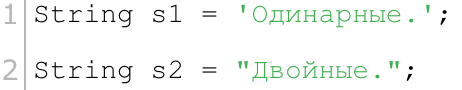 1 String s1 = 'Одинарные.';
2 String s2 = "Двойные.";